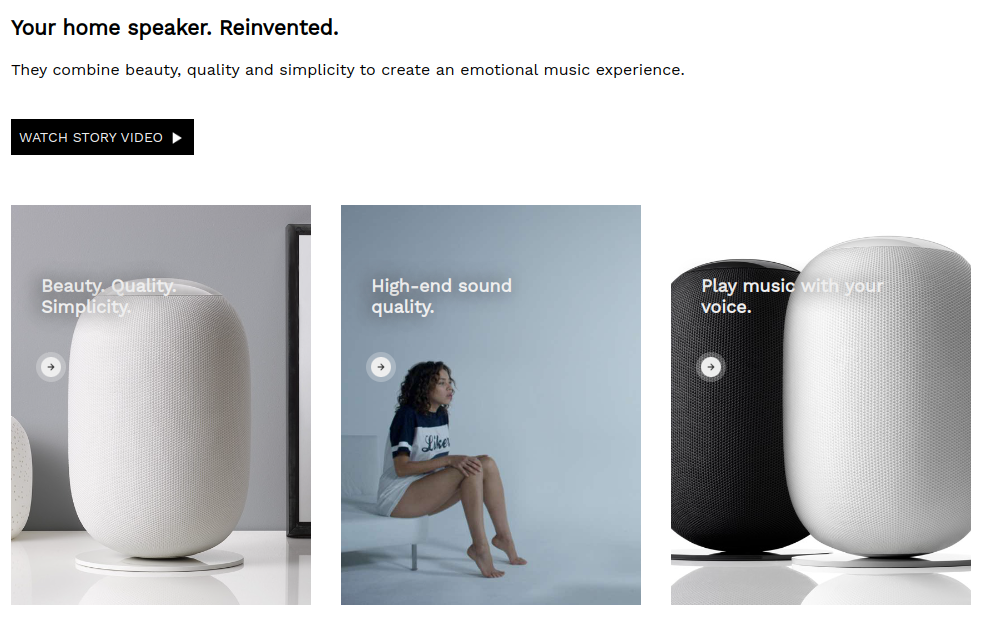 Your home speaker. Reinvented.
They combine beauty, quality and simplicity to create an emotional music experience.
WATCH STORY VIDEO
Beauty. Quality.
Simplicity.
High-end sound
quality.
Play music with your
voice.